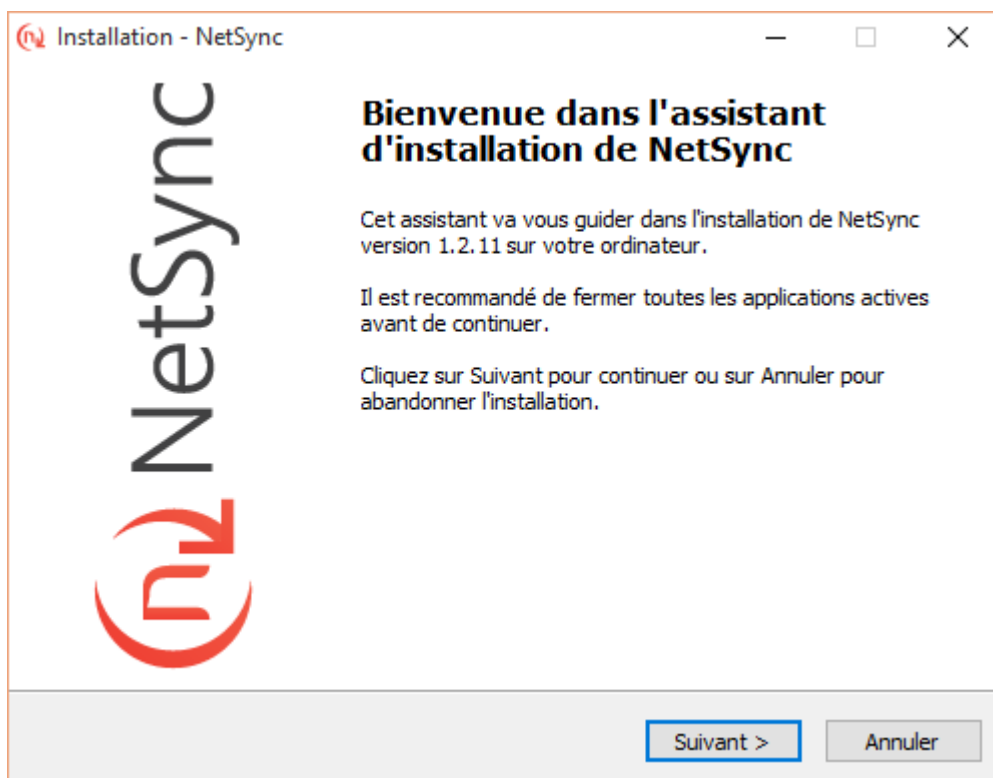 Installation - NetSync
NetSync
Bienvenue dans l'assistant
d'installation de NetSync
Cet assistant va vous guider dans l'installation de NetSync
version 1.2.11 sur votre ordinateur.
Il est recommandé de fermer toutes les applications actives
avant de continuer.
Cliquez sur Suivant pour continuer ou sur Annuler pour
abandonner l'installation.
Suivant >
Annuler